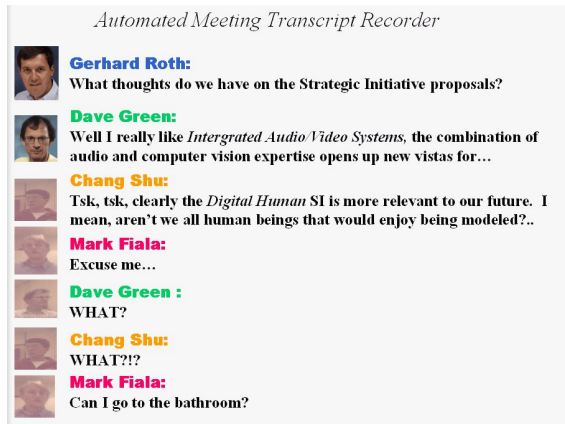 Automated Meeting Transcript Recorder
Gerhard Roth:
What thoughts do we have on the Strategic Initiative proposals?
Dave Green:
Well I really like Intergrated Audio/Video Systems, the combination of
audio and computer vision expertise opens up new vistas for…
Chang Shu:
Tsk, tsk, clearly the Digital Human SI is more relevant to our future. I
mean, aren't we all human beings that would enjoy being modeled?..
Mark Fiala:
Excuse me…
Dave Green :
WHAT?
Chang Shu:
WHAT?!?
Mark Fiala:
Can I go to the bathroom?